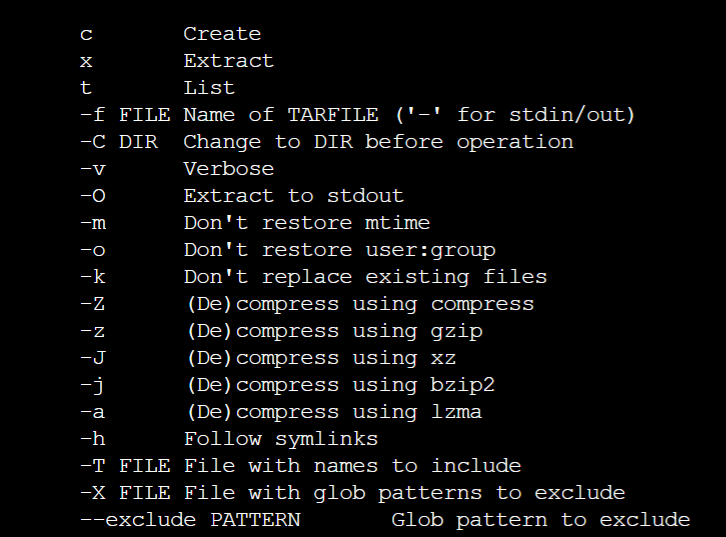 c       Create
x       Extract
t       List
-f FILE Name of TARFILE ('-' for stdin/out)
-C DIR  Change to DIR before operation
-v      Verbose
-O      Extract to stdout
-m      Don't restore mtime
-o      Don't restore user:group
-k      Don't replace existing files
-Z      (De)compress using compress
-z      (De)compress using gzip
-J      (De)compress using xz
-j      (De)compress using bzip2
-a      (De)compress using lzma
-h      Follow symlinks
-T FILE File with names to include
-X FILE File with glob patterns to exclude
--exclude PATTERN       Glob pattern to exclude